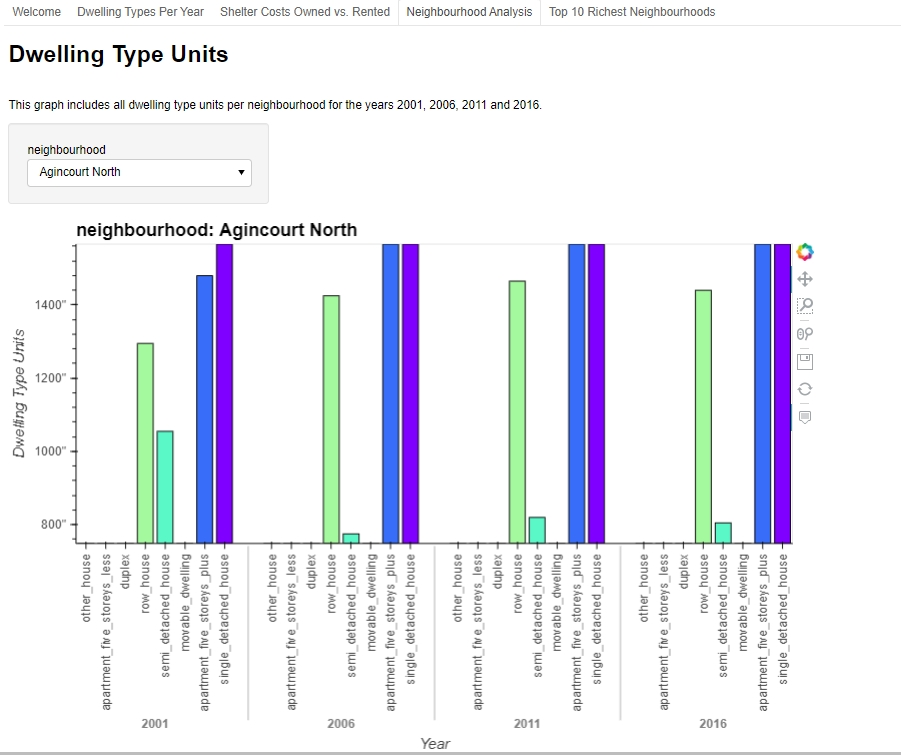 Welcome Dwelling Types Per Year Shelter Costs Owned vs. Rented Neighbourhood Analysis Top 10 Richest Neighbourhoods
Dwelling Type Units
This graph includes all dwelling type units per neighbourhood for the years 2001, 2006, 2011 and 2016.
neighbourhood
Agincourt North
neighbourhood: Agincourt North
Dwelling Type Units
1400"
1200"
1000"
800"
other_house
apartment_five_storeys_less
duplex
row_house
semi_detached_house
movable_dwelling
apartment_five_storeys_plus
single_detached_house
other_house
apartment_five_storeys_less
duplex
row_house
semi_detached_house
movable_dwelling
apartment_five_storeys_plus
single_detached_house
other_house
apartment_five_storeys_less
duplex
row_house
semi_detached_house
movable_dwelling
apartment_five_storeys_plus
single_detached_house
other_house
apartment_five_storeys_less
duplex
row_house
semi_detached_house
movable_dwelling
apartment_five_storeys_plus
single_detached_house
2001 2006 2011 2016
Year